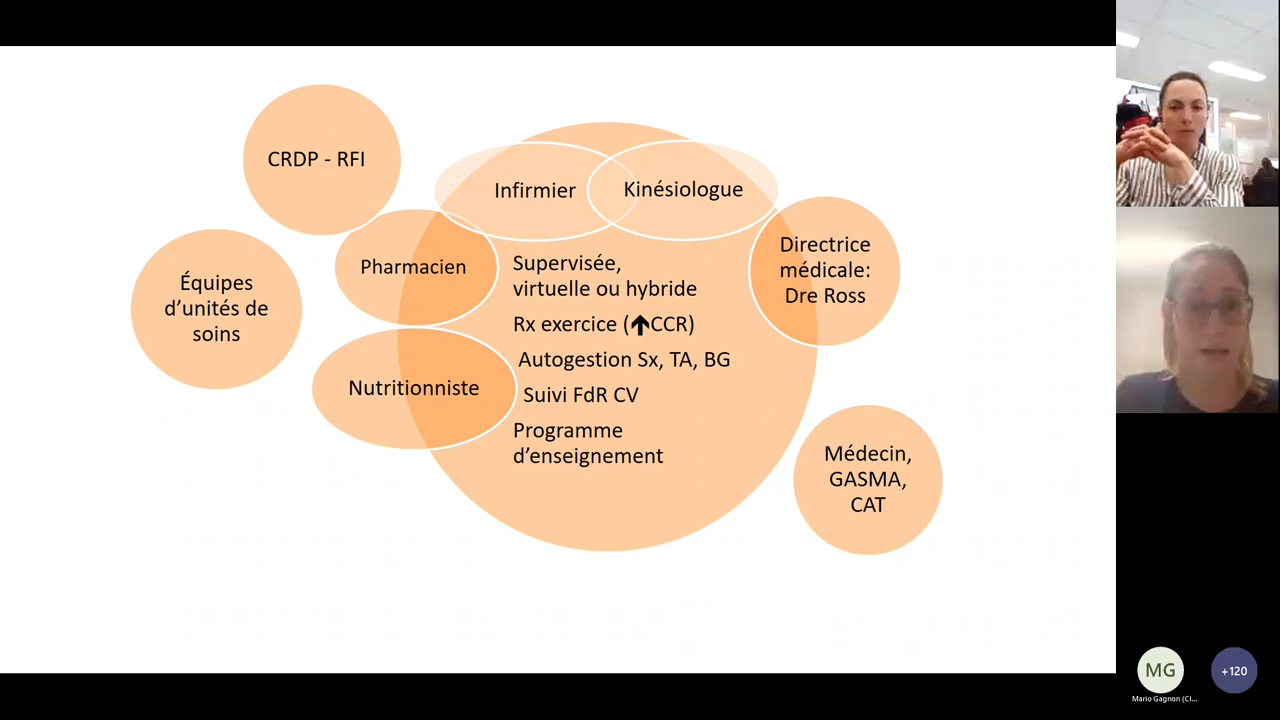 CRDP - RFI
Infirmier
Kinésiologue
Pharmacien
Équipes
d’unités de
soins
Nutritionniste
Directrice
médicale:
Dre Ross
Supervisée,
virtuelle ou hybride
Rx exercice (🡅CCR)
Autogestion Sx, TA, BG
Suivi FdR CV
Programme
d’enseignement
Médecin,
GASMA,
CAT
MG
+120
Mario Gagnon (CI...